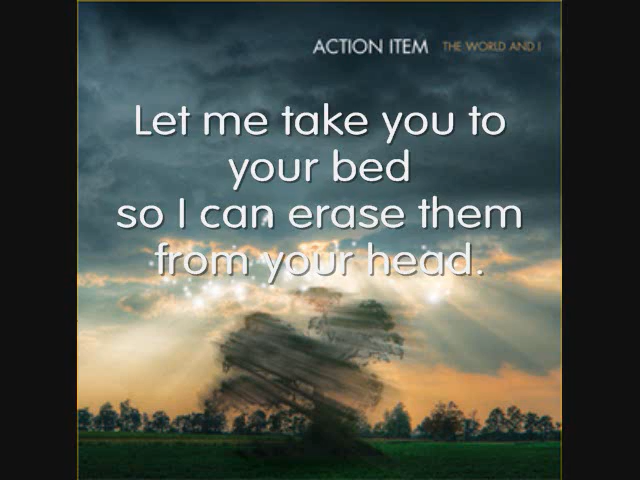 ACTION ITEM THE WORLD AND I
Let me take you to
your bed
so I can erase them
from your head.